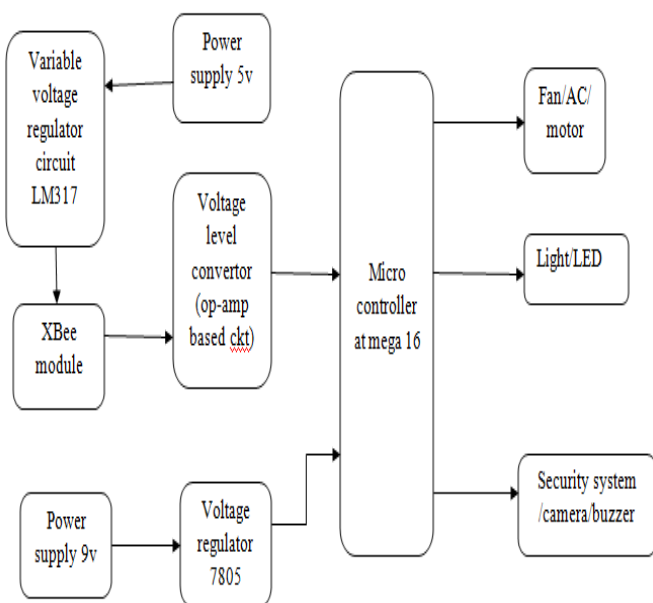 Power
supply 5v
Variable
voltage
regulator
circuit
LM317
Fan/AC/
motor
Voltage
level
convertor
(op-amp
based ckt)
Light/LED
Micro
controller
at mega 16
XBee
module
Security system
/camera/buzzer
Voltage
regulator
7805
Power
supply 9v